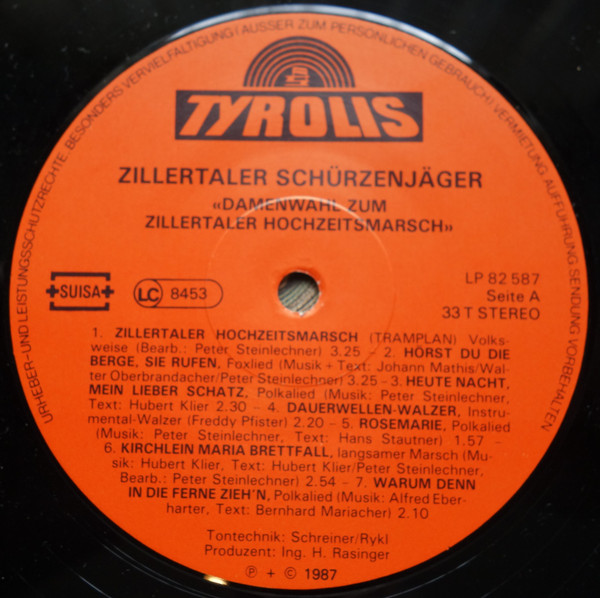 URHEBER-UND LEISTUNGSSCHUTZRECHTE. BESONDERS VERVIELFÄLTIGUNG (AUSSER ZUM PERSÖNLICHEN GEBRAUCH) VERMIETUNG AUFFÜHRUNG SENDUNG VORBEHALTEN
TYROLIS
ZILLERTALER SCHÜRZENJÄGER
«DAMENWAHL ZUM
ZILLERTALER HOCHZEITSMARSCH»
SUISA
LC 8453
LP 82 587
Seite A
33 T STEREO
1. ZILLERTALER HOCHZEITSMARSCH (TRAMPLAN) Volks-
weise (Bearb.: Peter Steinlechner) 3.25 – 2. HÖRST DU DIE
BERGE, SIE RUFEN, Foxlied (Musik + Text: Johann Mathis/Wal-
ter Oberbrandacher/Peter Steinlechner) 3.25 – 3. HEUTE NACHT,
MEIN LIEBER SCHATZ, Polkalied (Musik: Peter Steinlechner,
Text: Hubert Klier 2.30 – 4. DAUERWELLEN-WALZER, Instru-
mental-Walzer (Freddy Pfister) 2.20 – 5. ROSEMARIE, Polkalied
(Musik: Peter Steinlechner, Text: Hans Stautner) 1.57 –
6. KIRCHLEIN MARIA BRETTFALL, langsamer Marsch (Mu-
sik: Hubert Klier, Text: Hubert Klier/Peter Steinlechner,
Bearb.: Peter Steinlechner) 2.54 – 7. WARUM DENN
IN DIE FERNE ZIEH'N, Polkalied (Musik: Alfred Eber-
harter, Text: Bernhard Mariacher) 2.10
Tontechnik: Schreiner/Rykl
Produzent: Ing. H. Rasinger
℗ + © 1987